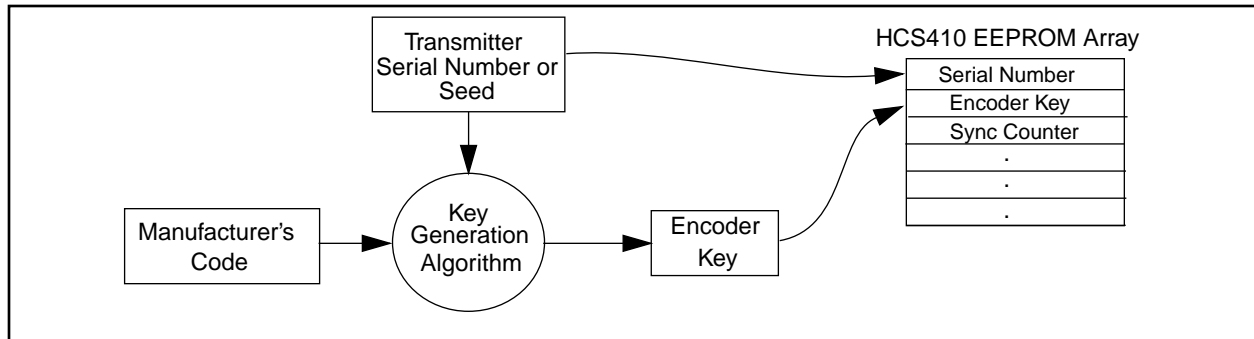 Transmitter
Serial Number or
Seed
HCS410 EEPROM Array
Serial Number
Encoder Key
Sync Counter
.
.
.
Manufacturer's
Code
Key
Generation
Algorithm
Encoder
Key